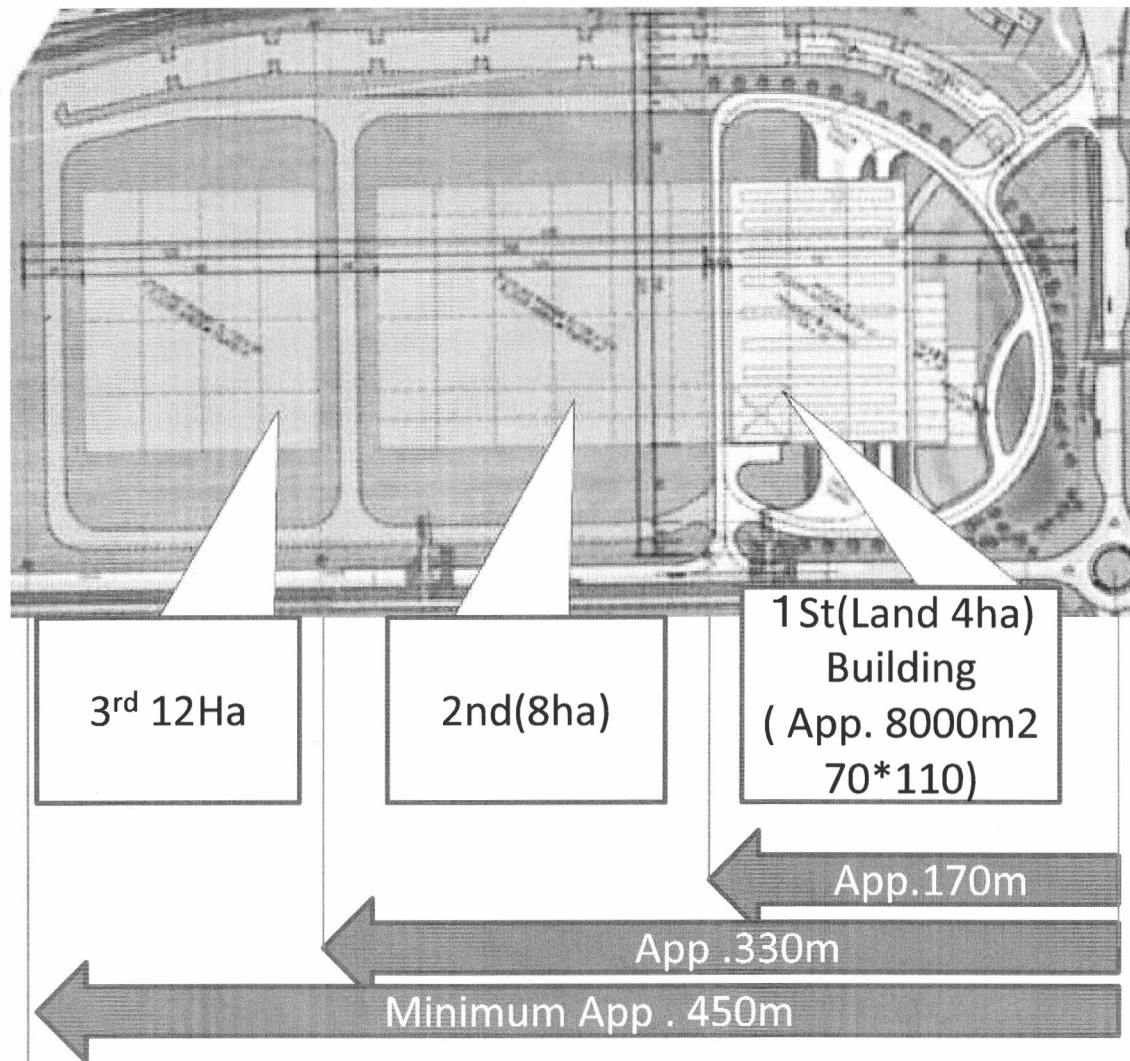 3rd 12Ha
2nd(8ha)
1St(Land 4ha)
Building
( App. 8000m2
70*110)
App.170m
App .330m
Minimum App . 450m